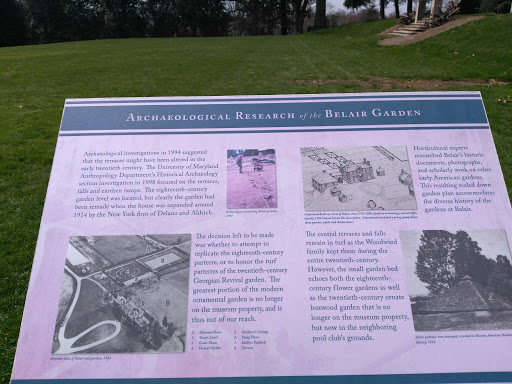 ARCHAEOLOGICAL RESEARCH of the BELAIR GARDEN
Archaeological investigations in 1994 suggested
that the terraces might have been altered in the
early twentieth century. The University of Maryland
Anthropology Department's Historical Archaeology
section investigation in 1998 focused on the terraces,
falls and earthen ramps. The eighteenth-century
garden level was located, but clearly the garden had
been remade when the house was expanded around
1914 by the New York firm of Delano and Aldrich.
Horticultural experts
researched Belair's historic
documents, photographs,
and scholarly work on other
early American gardens.
This resulting scaled down
garden plan accommodates
the diverse history of the
gardens at Belair.
The decision left to be made
was whether to attempt to
replicate the eighteenth-century
parterre, or to honor the turf
parterres of the twentieth-century
Georgian Revival garden. The
greatest portion of the modern
ornamental garden is no longer
on the museum property, and is
thus out of our reach.
The central terraces and falls
remain in turf as the Woodward
family kept them during the
entire twentieth-century.
However, the small garden bed
echoes both the eighteenth-
century flower gardens as well
as the twentieth-century ornate
boxwood garden that is no
longer on the museum property,
but now in the neighboring
pool club's grounds.